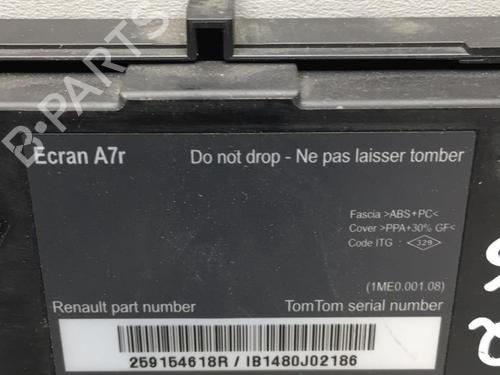 B-PARTS
Ecran A7r
Do not drop - Ne pas laisser tomber
Fascia >ABS+PC<
Cover >PPA+30% GF<
Code ITG : 329
(1ME0.001.08)
Renault part number
TomTom serial number
259154618R / IB1480J02186